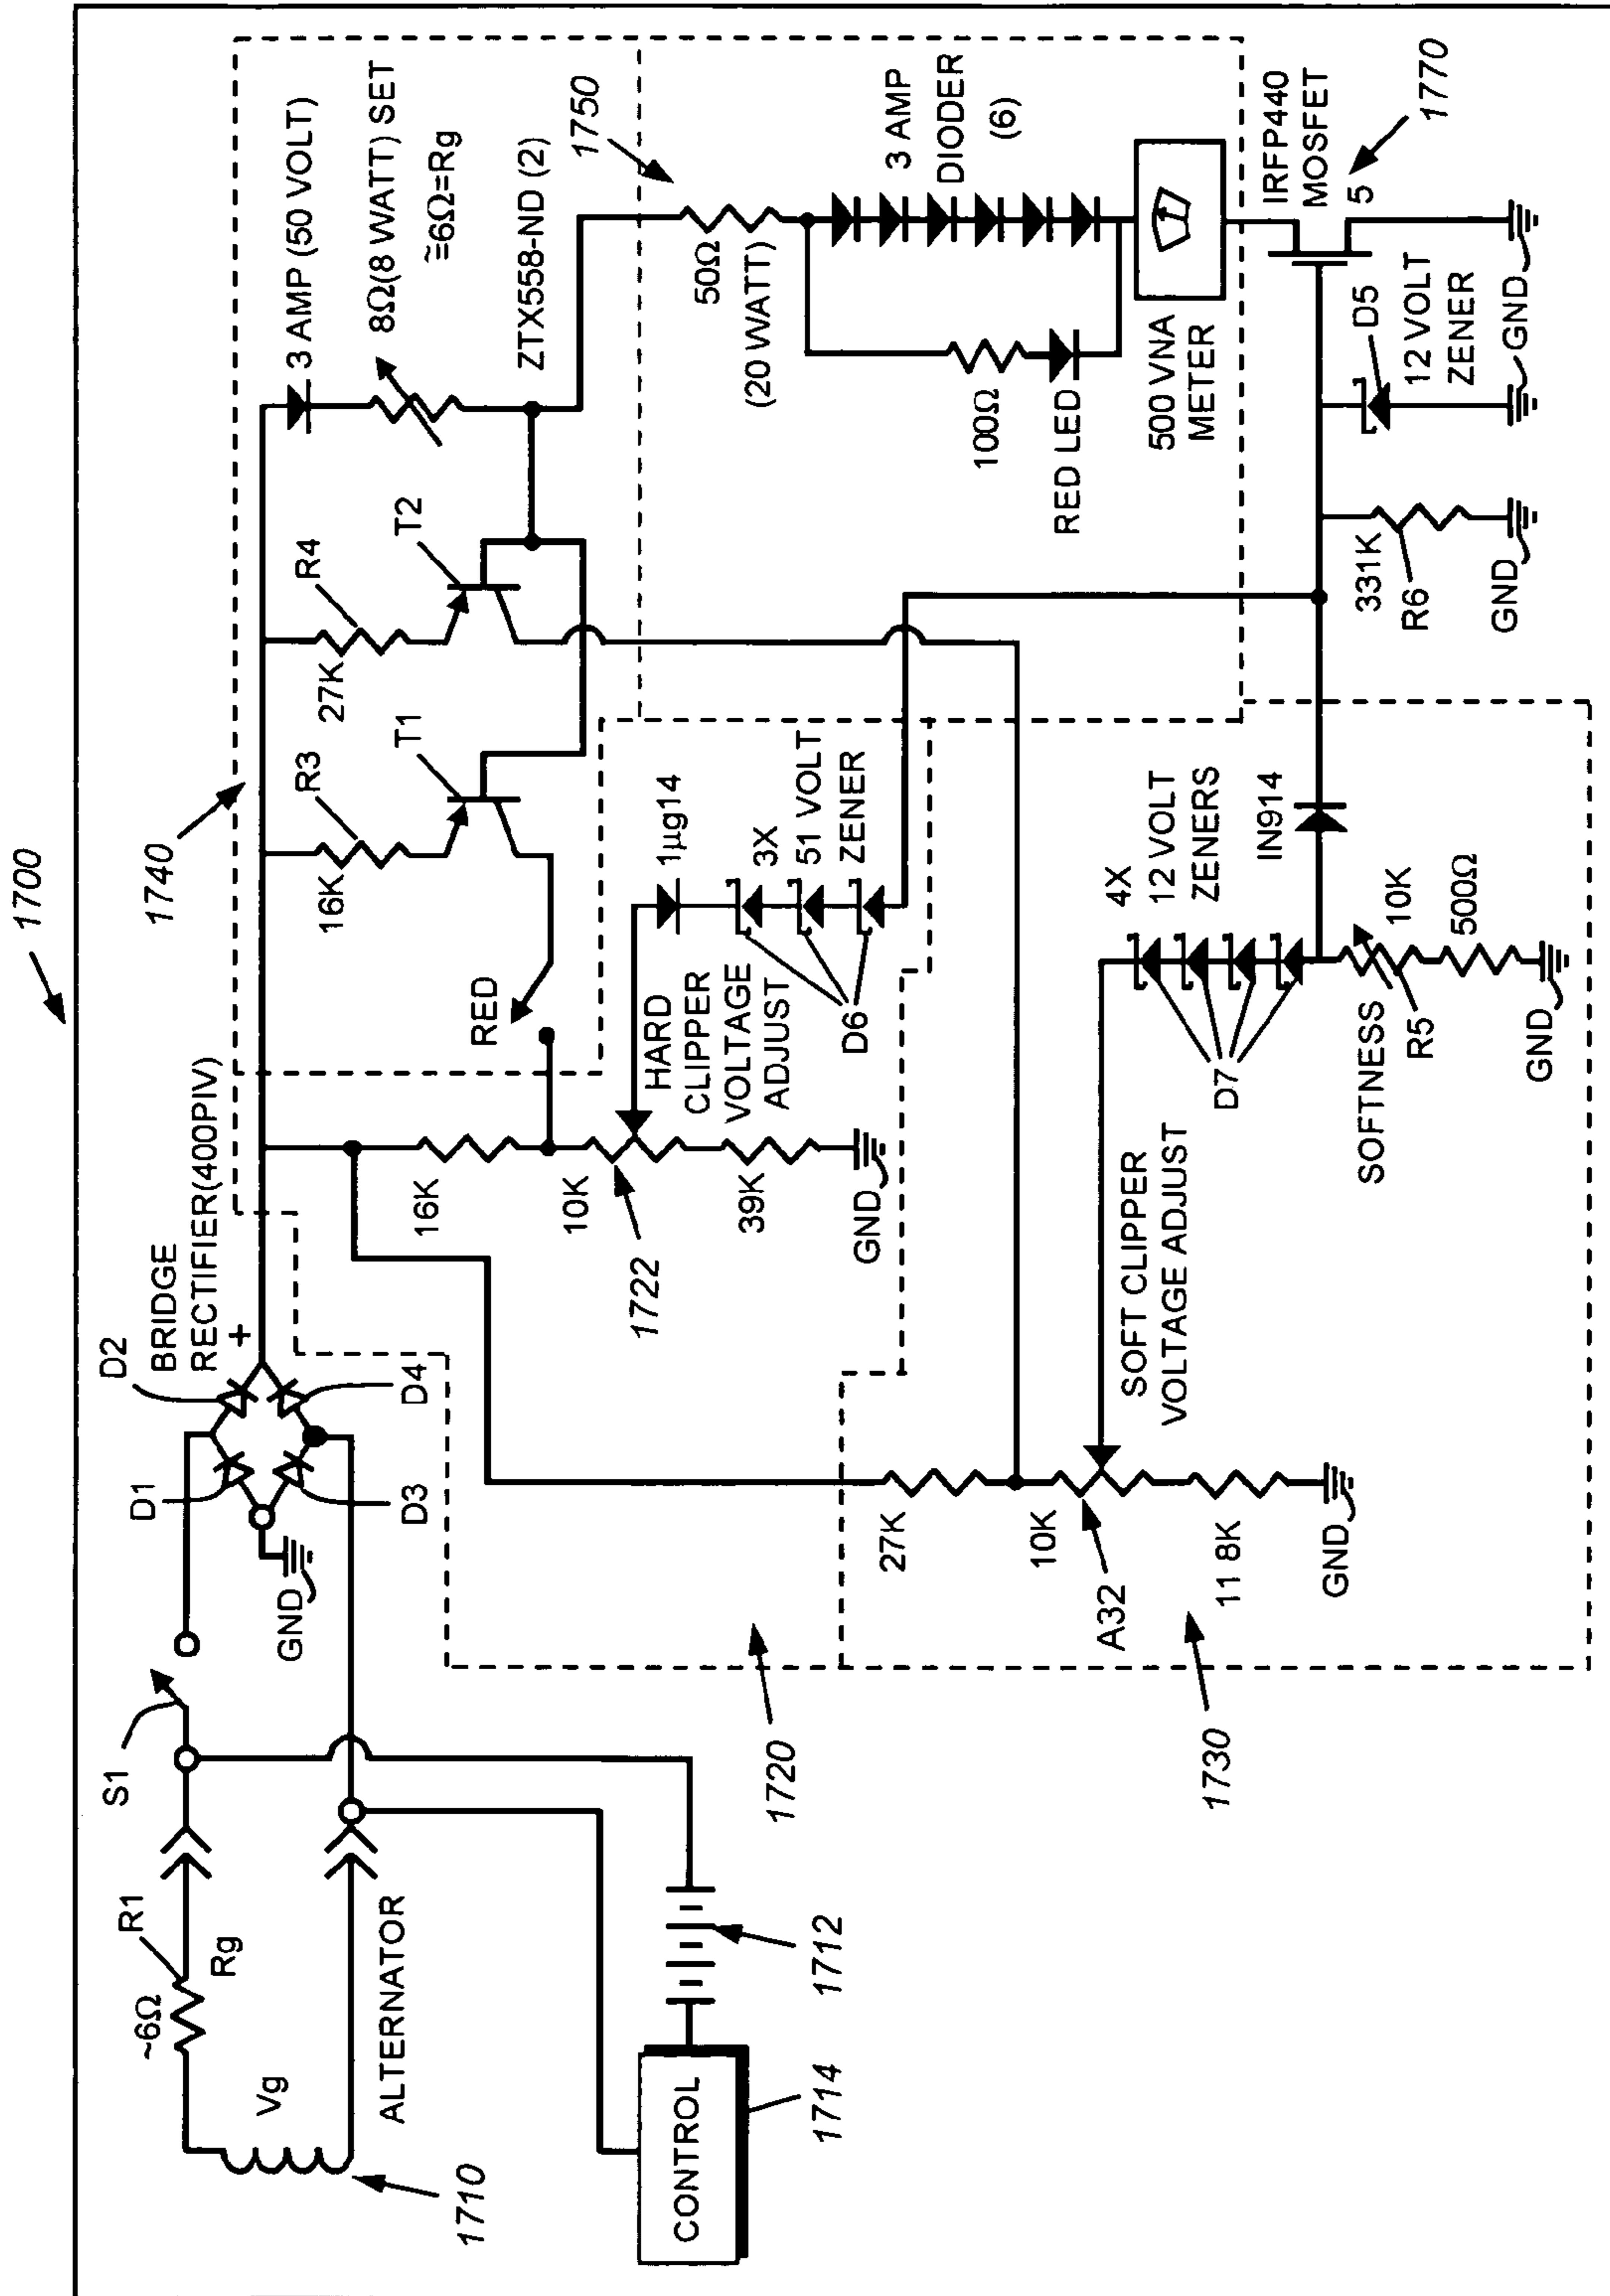 1700
S1
D2
BRIDGE
RECTIFIER(400PIV)
+
D1
D3
D4
GND
~6Ω
R1
Rg
Vg
ALTERNATOR
1710
CONTROL
1714
1712
1740
16K
R3
T1
27K
R4
T2
3 AMP (50 VOLT)
8Ω(8 WATT) SET
≅6Ω=Rg
ZTX558-ND (2)
RED
16K
10K
1722
39K
GND
HARD
CLIPPER
VOLTAGE
ADJUST
1µg14
3X
51 VOLT
ZENER
D6
1720
1750
50Ω
(20 WATT)
3 AMP
DIODER
(6)
100Ω
RED LED
500 VNA
METER
IRFP440
MOSFET
5
1770
D5
12 VOLT
ZENER
GND
331K
R6
GND
27K
10K
A32
11 8K
GND
1730
SOFT CLIPPER
VOLTAGE ADJUST
4X
12 VOLT
ZENERS
D7
IN914
SOFTNESS
10K
R5
500Ω
GND